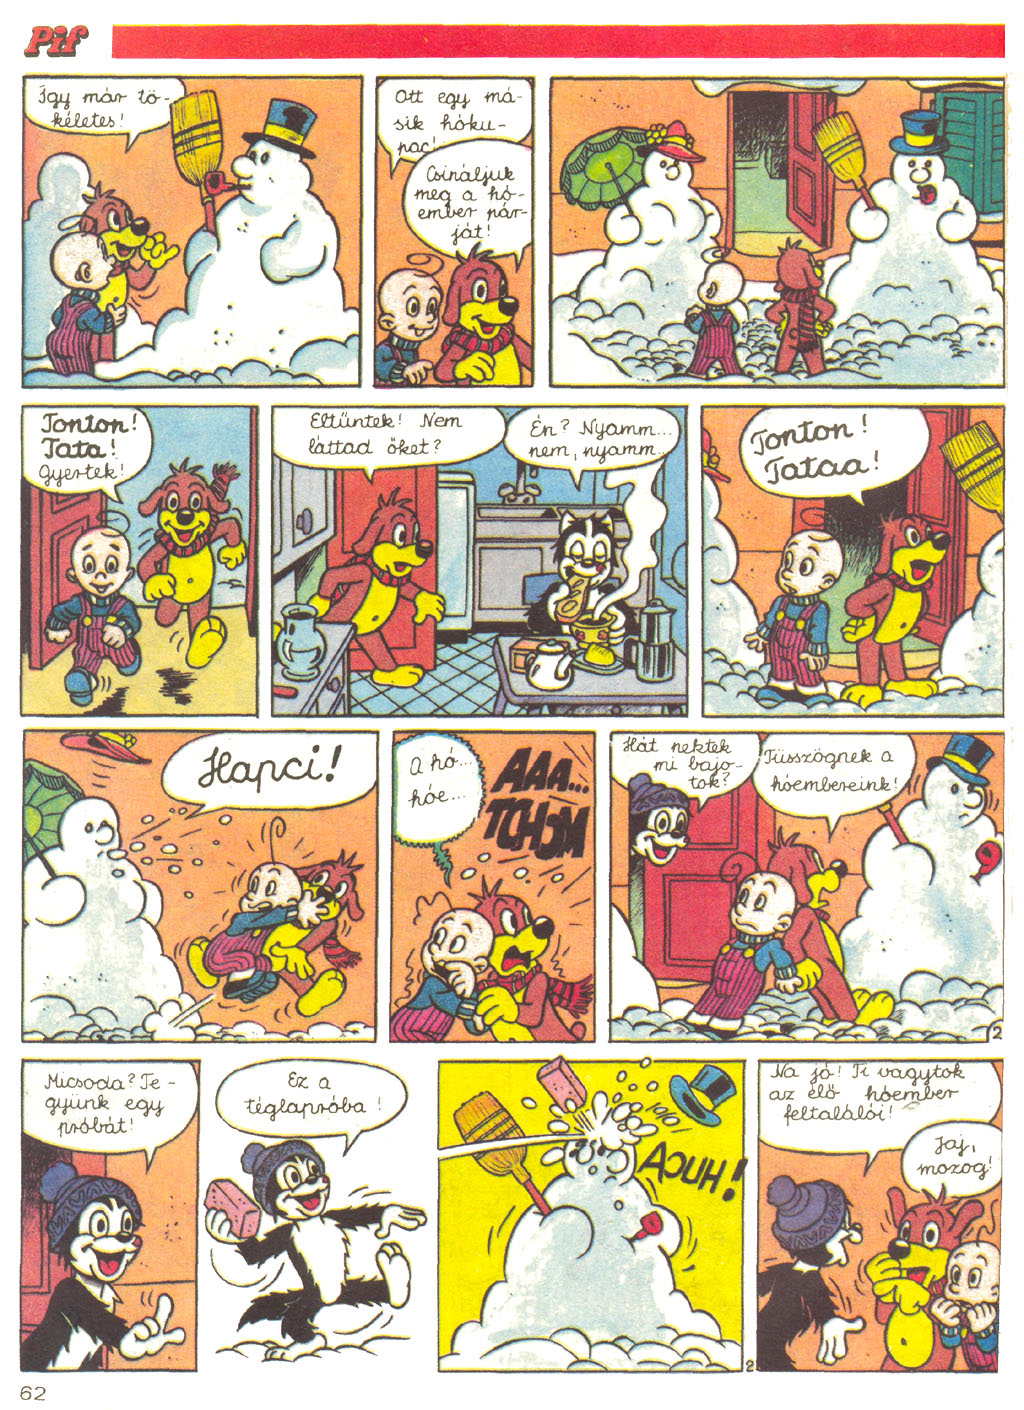 Pif
Így már tö-
kéletes!
Ott egy má-
sik hóku-
pac!
Csináljuk
meg a hó-
ember pár-
ját!
Tonton!
Tata!
Gyertek!
Eltűntek! Nem
láttad őket?
Én? Nyamm...
nem, nyamm...
Tonton!
Tataa!
Hapci!
A hó...
hóe...
AAA...
TCHOM
Hát nektek
mi bajo-
tok?
Tüsszögnek a
hóembereink!
2
Micsoda? Te-
gyünk egy
próbát!
Ez a
téglapróba!
AOUH!
2
Na jó! Ti vagytok
az élő hóember
feltalálói!
Jaj,
mozog!
62